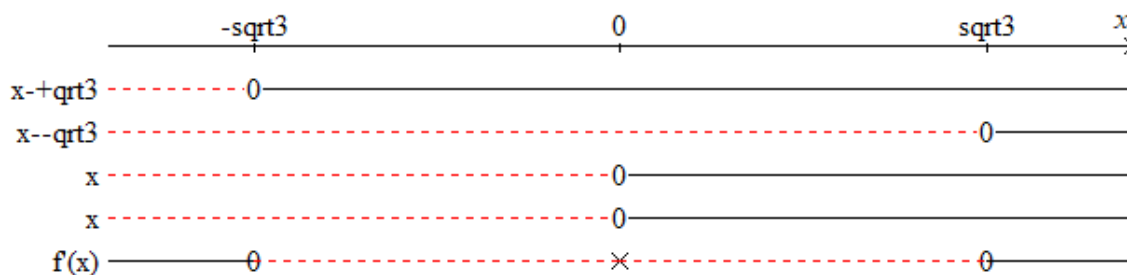 -sqrt3 0 sqrt3 x
x-+qrt3 0
x--qrt3 0
x 0
x 0
f'(x) 0 × 0